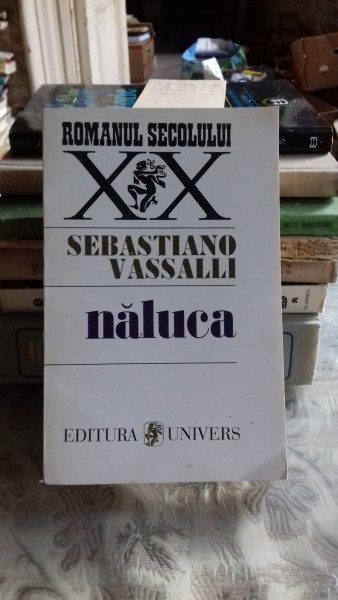 ROMANUL SECOLULUI
XX
SEBASTIANO
VASSALLI
năluca
EDITURA UNIVERS